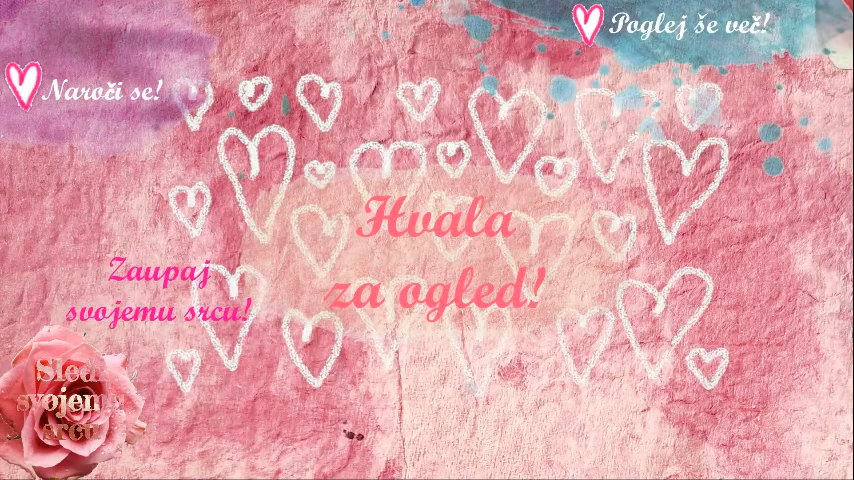 Poglej še več!
Naroči se!
Hvala
za ogled!
Zaupaj
svojemu srcu!
Sledi
svojemu
srcu